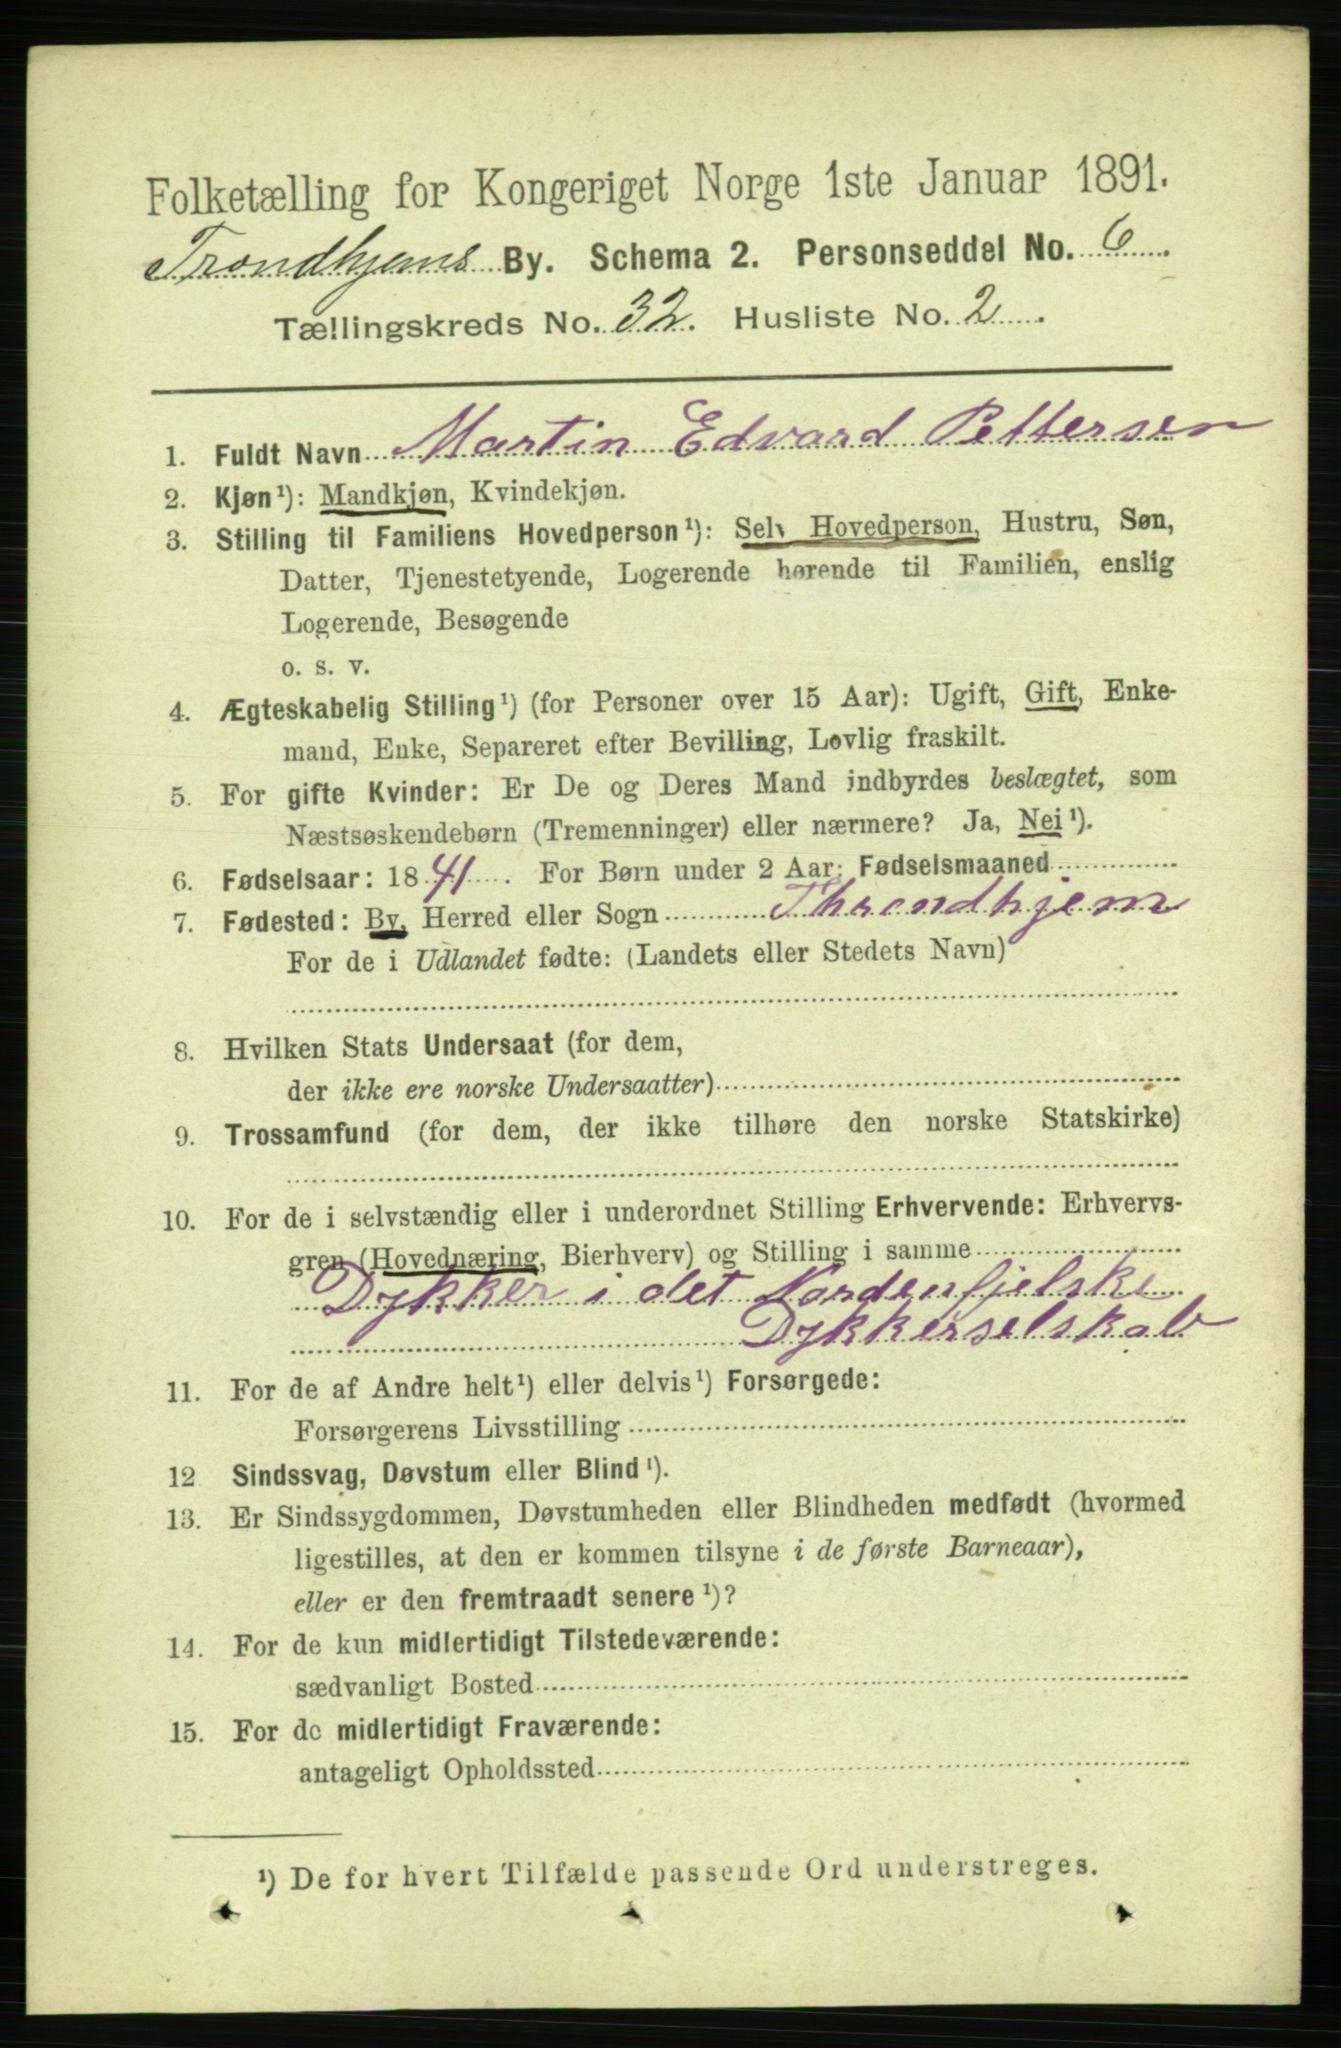 Folketælling for Kongeriget Norge 1ste Januar 1891.
Trondhjems By. Schema 2. Personseddel No. 6
Tællingskreds No. 32. Husliste No. 2.
1. Fuldt Navn Martin Edvard Pettersen
2. Kjøn¹): Mandkjøn, Kvindekjøn.
3. Stilling til Familiens Hovedperson¹): Selv Hovedperson, Hustru, Søn,
Datter, Tjenestetyende, Logerende hørende til Familien, enslig
Logerende, Besøgende
o. s. v.
4. Ægteskabelig Stilling¹) (for Personer over 15 Aar): Ugift, Gift, Enke-
mand, Enke, Separeret efter Bevilling, Lovlig fraskilt.
5. For gifte Kvinder: Er De og Deres Mand indbyrdes beslægtet, som
Næstsøskendebørn (Tremenninger) eller nærmere? Ja, Nei¹).
6. Fødselsaar: 1841. For Børn under 2 Aar: Fødselsmaaned
7. Fødested: By, Herred eller Sogn Throndhjem
For de i Udlandet fødte: (Landets eller Stedets Navn)
8. Hvilken Stats Undersaat (for dem,
der ikke ere norske Undersaatter)
9. Trossamfund (for dem, der ikke tilhøre den norske Statskirke)
10. For de i selvstændig eller i underordnet Stilling Erhvervende: Erhvervs-
gren (Hovednæring, Bierhverv) og Stilling i samme
Dykker i det Nordenfjelske
Dykkerselskab
11. For de af Andre helt¹) eller delvis¹) Forsørgede:
Forsørgerens Livsstilling
12 Sindssvag, Døvstum eller Blind¹).
13. Er Sindssygdommen, Døvstumheden eller Blindheden medfødt (hvormed
ligestilles, at den er kommen tilsyne i de første Barneaar),
eller er den fremtraadt senere¹)?
14. For de kun midlertidigt Tilstedeværende:
sædvanligt Bosted
15. For de midlertidigt Fraværende:
antageligt Opholdssted
¹) De for hvert Tilfælde passende Ord understreges.